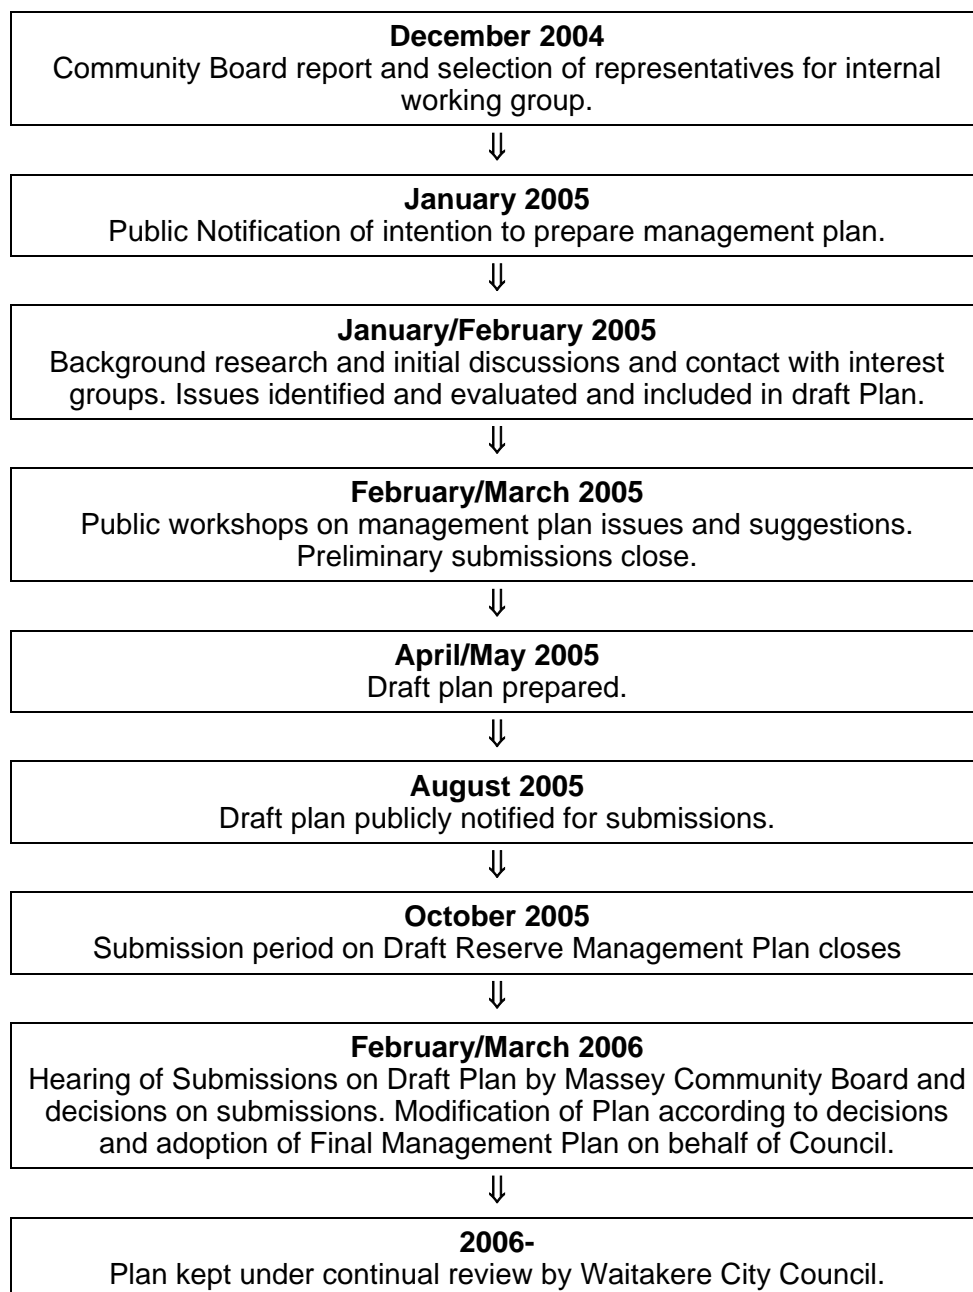 December 2004
Community Board report and selection of representatives for internal
working group.
⇓
January 2005
Public Notification of intention to prepare management plan.
⇓
January/February 2005
Background research and initial discussions and contact with interest
groups. Issues identified and evaluated and included in draft Plan.
⇓
February/March 2005
Public workshops on management plan issues and suggestions.
Preliminary submissions close.
⇓
April/May 2005
Draft plan prepared.
⇓
August 2005
Draft plan publicly notified for submissions.
⇓
October 2005
Submission period on Draft Reserve Management Plan closes
⇓
February/March 2006
Hearing of Submissions on Draft Plan by Massey Community Board and
decisions on submissions. Modification of Plan according to decisions
and adoption of Final Management Plan on behalf of Council.
⇓
2006-
Plan kept under continual review by Waitakere City Council.